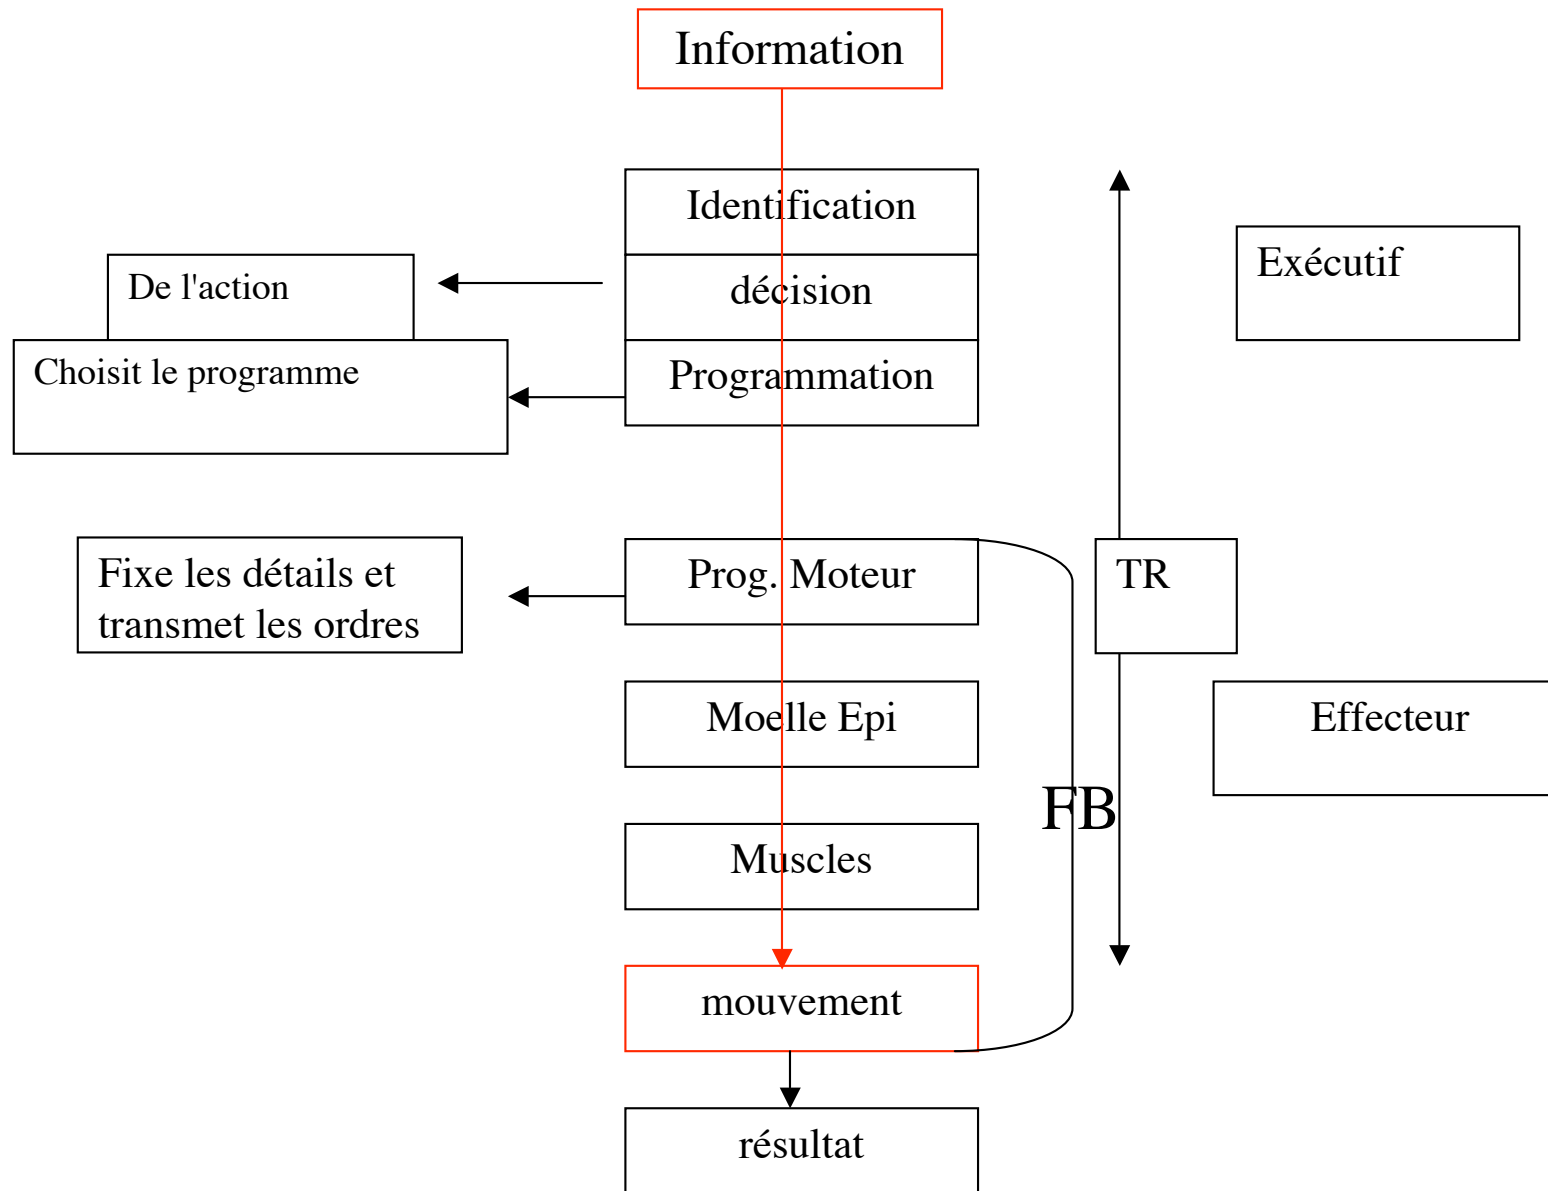 Information
Identification
Exécutif
De l'action
décision
Choisit le programme
Programmation
Fixe les détails et
transmet les ordres
Prog. Moteur
TR
Moelle Epi
Effecteur
FB
Muscles
mouvement
résultat